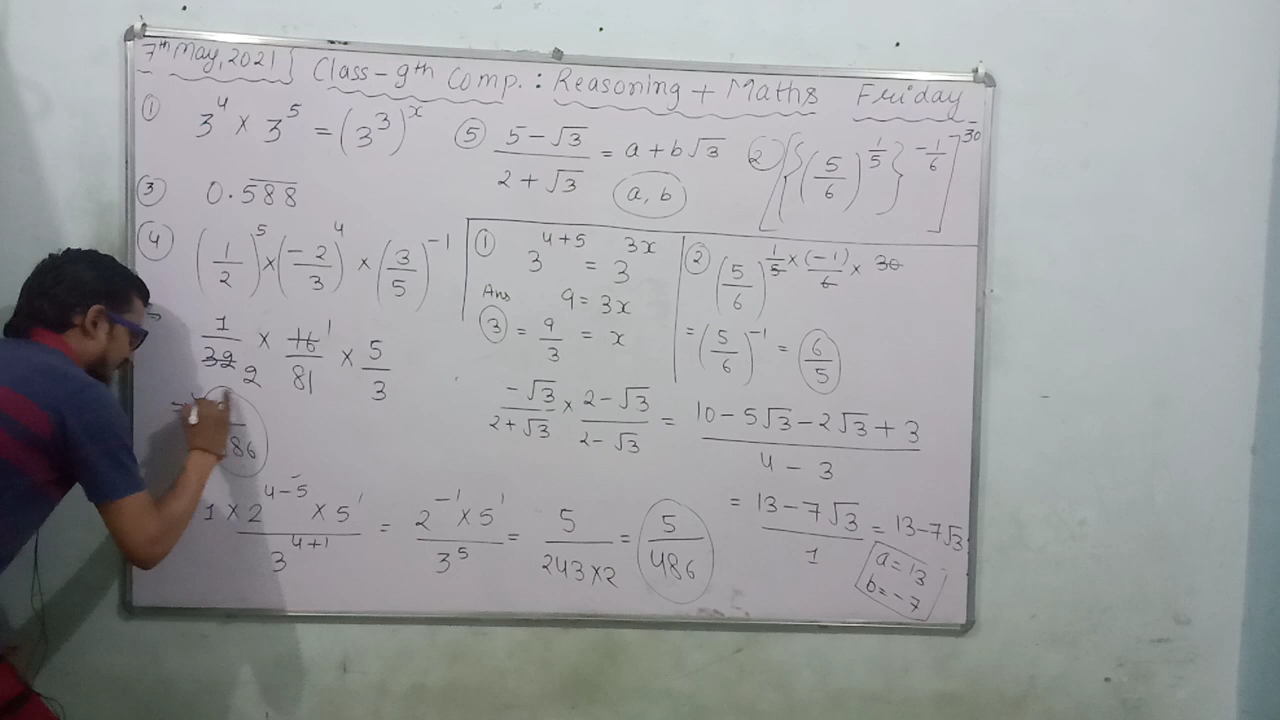 7th May, 2021} Class-9th Comp.: Reasoning + Maths Friday
① 3^4 × 3^5 = (3^3)^x
⑤ (5-√3)/(2+√3) = a+b√3
a, b
② [{(5/6)^(1/5)}^(-1/6)]^30
③ 0.5̅8̅8̅
④ (1/2)^5 × (-2/3)^4 × (3/5)^-1
⇒ 1/32 2 × 16 1/81 × 5/3
86
1 × 2^(4-5) × 5^1/3^(4+1) = 2^-1 × 5^1/3^5 = 5/(243×2) = 5/486
① 3^(4+5) = 3^(3x)
Ans 9 = 3x
③ = 9/3 = x
② (5/6)^(1/5 × (-1)/6 × 30)
= (5/6)^-1 = 6/5
-√3/(2+√3) × (2-√3)/(2-√3) = (10-5√3-2√3+3)/(4-3)
= (13-7√3)/1 = 13-7√3
a = 13
b = -7